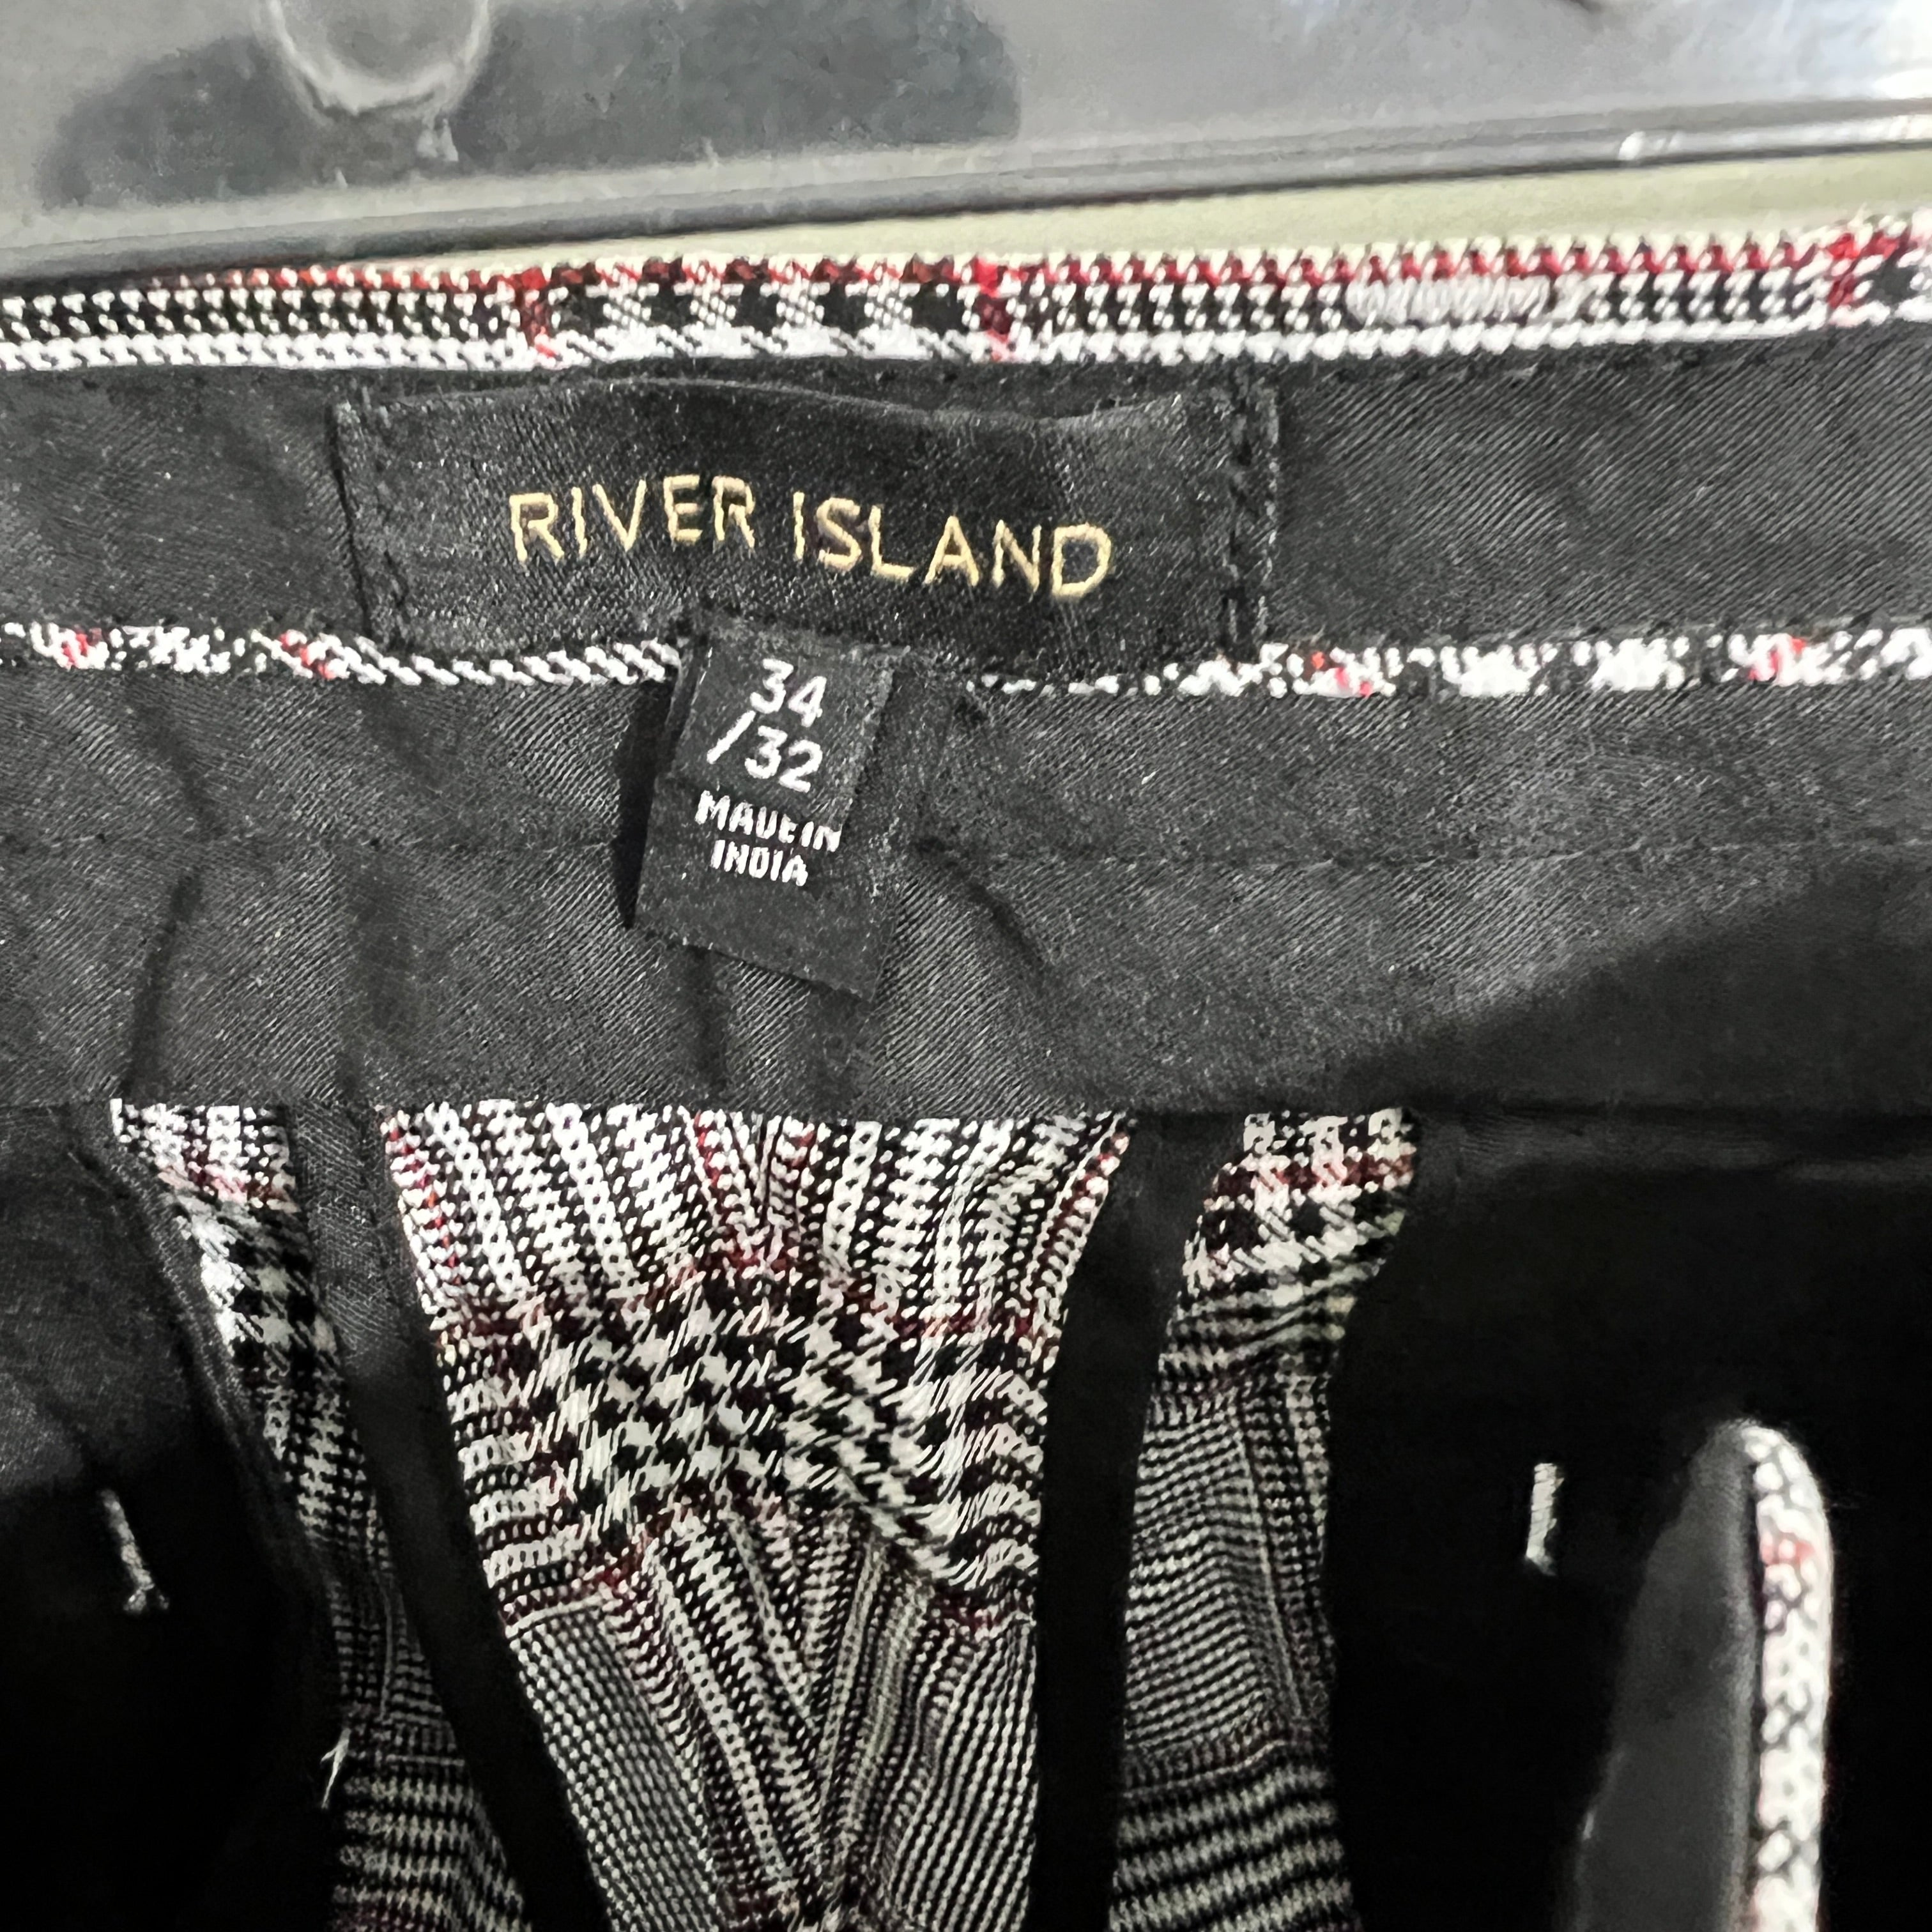 RIVER ISLAND
34
/32
MADE IN
INDIA